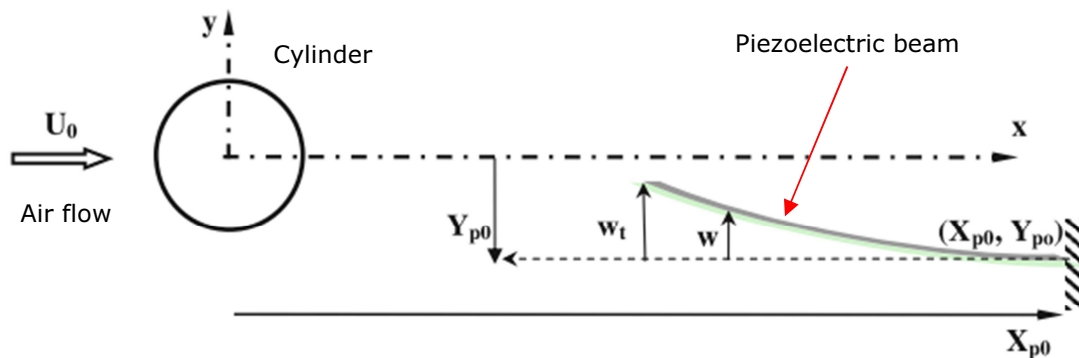 y
Cylinder
Piezoelectric beam
U₀
x
Air flow
Yₚ₀
wₜ
w
(Xₚ₀, Yₚₒ)
Xₚ₀